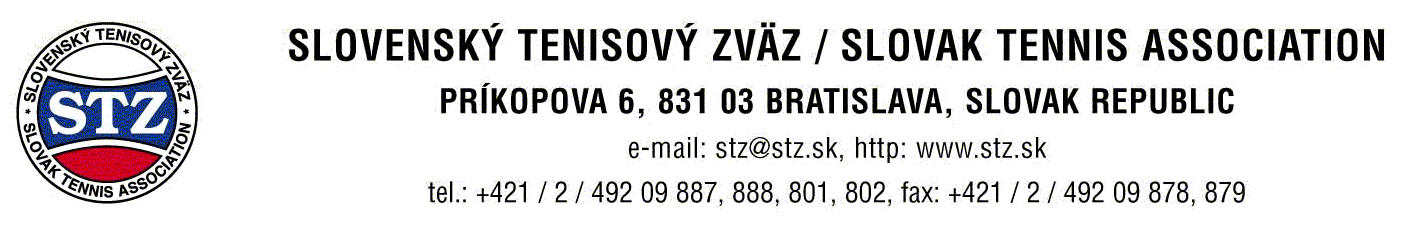 SLOVENSKÝ TENISOVÝ ZVÄZ
STZ
* SLOVAK TENNIS ASSOCIATION *
SLOVENSKÝ TENISOVÝ ZVÄZ / SLOVAK TENNIS ASSOCIATION
PRÍKOPOVA 6, 831 03 BRATISLAVA, SLOVAK REPUBLIC
e-mail: stz@stz.sk, http: www.stz.sk
tel.: +421 / 2 / 492 09 887, 888, 801, 802, fax: +421 / 2 / 492 09 878, 879